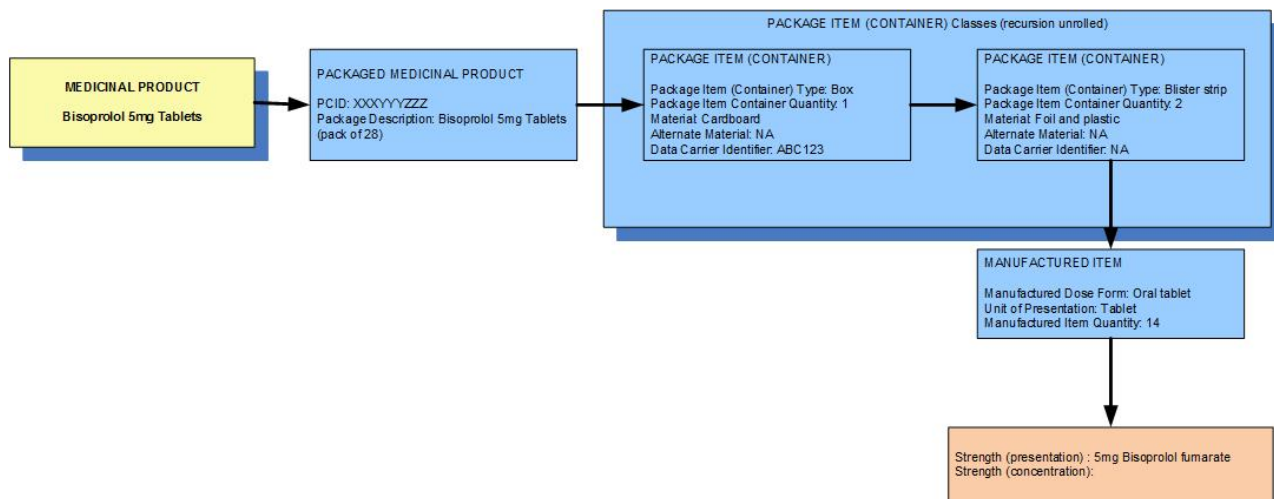 PACKAGE ITEM (CONTAINER) Classes (recursion unrolled)
MEDICINAL PRODUCT
Bisoprolol 5mg Tablets
PACKAGED MEDICINAL PRODUCT
PCID: XXXYYYZZZ
Package Description: Bisoprolol 5mg Tablets
(pack of 28)
PACKAGE ITEM (CONTAINER)
Package Item (Container) Type: Box
Package Item Container Quantity: 1
Material: Cardboard
Alternate Material: NA
Data Carrier Identifier: ABC123
PACKAGE ITEM (CONTAINER)
Package Item (Container) Type: Blister strip
Package Item Container Quantity: 2
Material: Foil and plastic
Alternate Material: NA
Data Carrier Identifier: NA
MANUFACTURED ITEM
Manufactured Dose Form: Oral tablet
Unit of Presentation: Tablet
Manufactured Item Quantity: 14
Strength (presentation) : 5mg Bisoprolol fumarate
Strength (concentration):